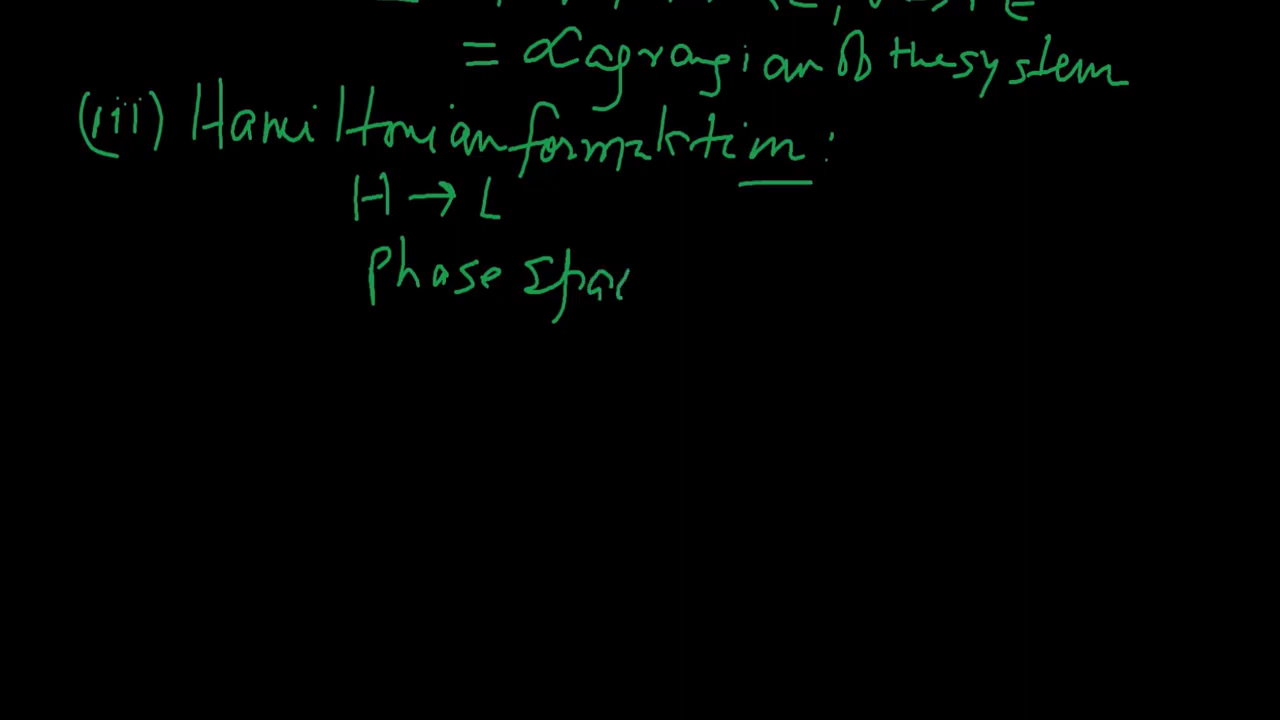 = Lagrangian of the system
(iii) Hamiltonian formulation:
H → L
Phase spac